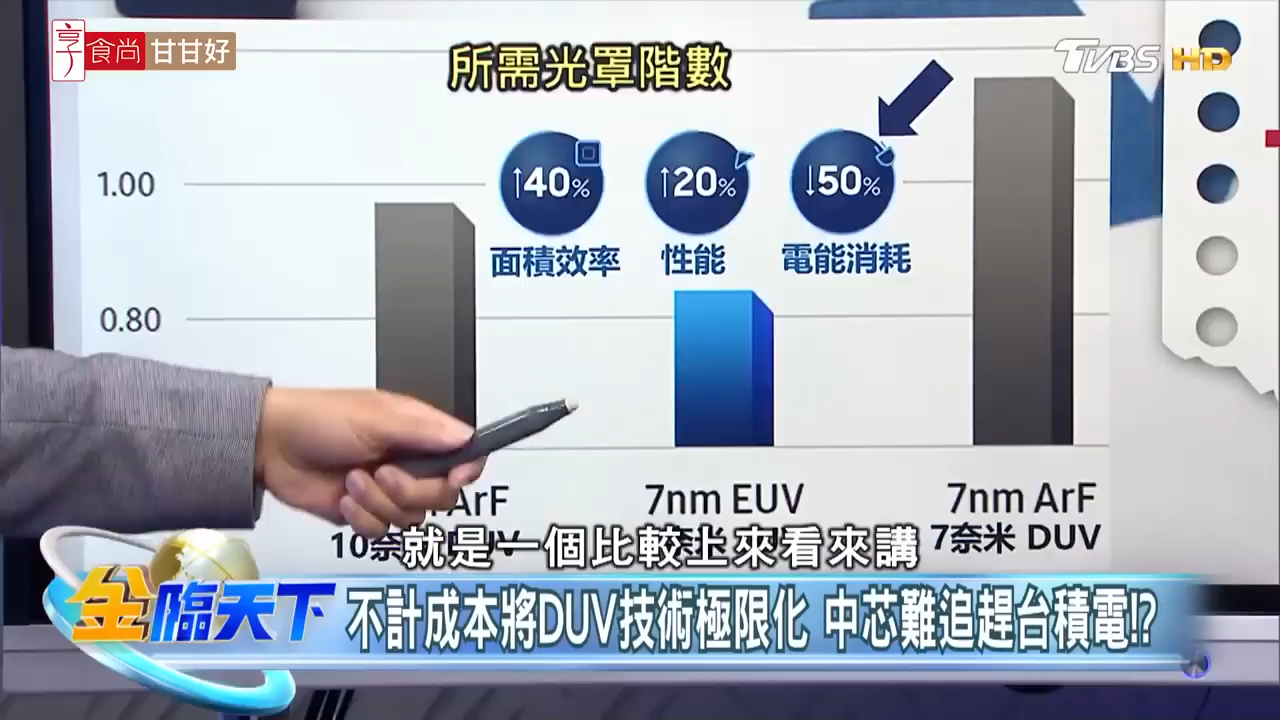 享
食尚 甘甘好
TVBS HD
所需光罩階數
↑40%
↑20%
↓50%
面積效率
性能
電能消耗
1.00
0.80
ArF
7nm EUV
7nm ArF
10奈
7奈米 DUV
就是一個比較上來看來講
金臨天下
不計成本將DUV技術極限化 中芯難追趕台積電!?